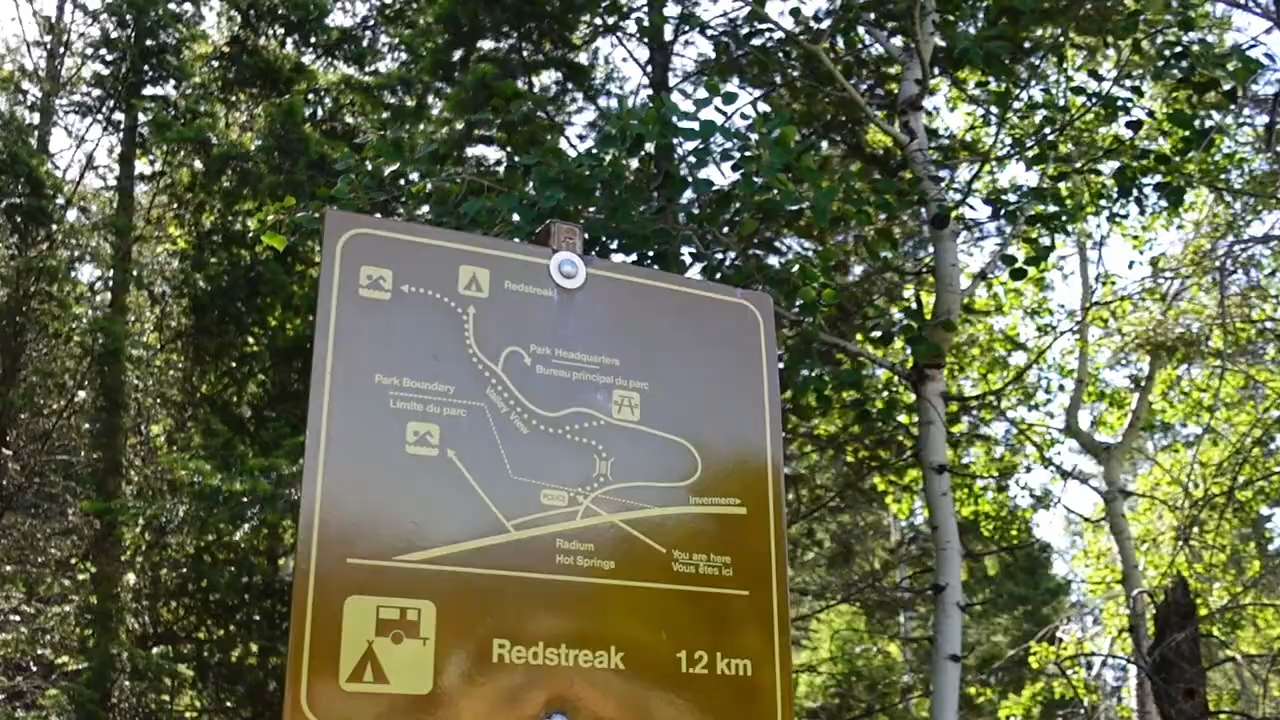 Redstreak
Park Headquarters
Bureau principal du parc
Park Boundary
Limite du parc
Valley View
POLICE
Invermere
Radium
Hot Springs
You are here
Vous êtes ici
Redstreak 1.2 km